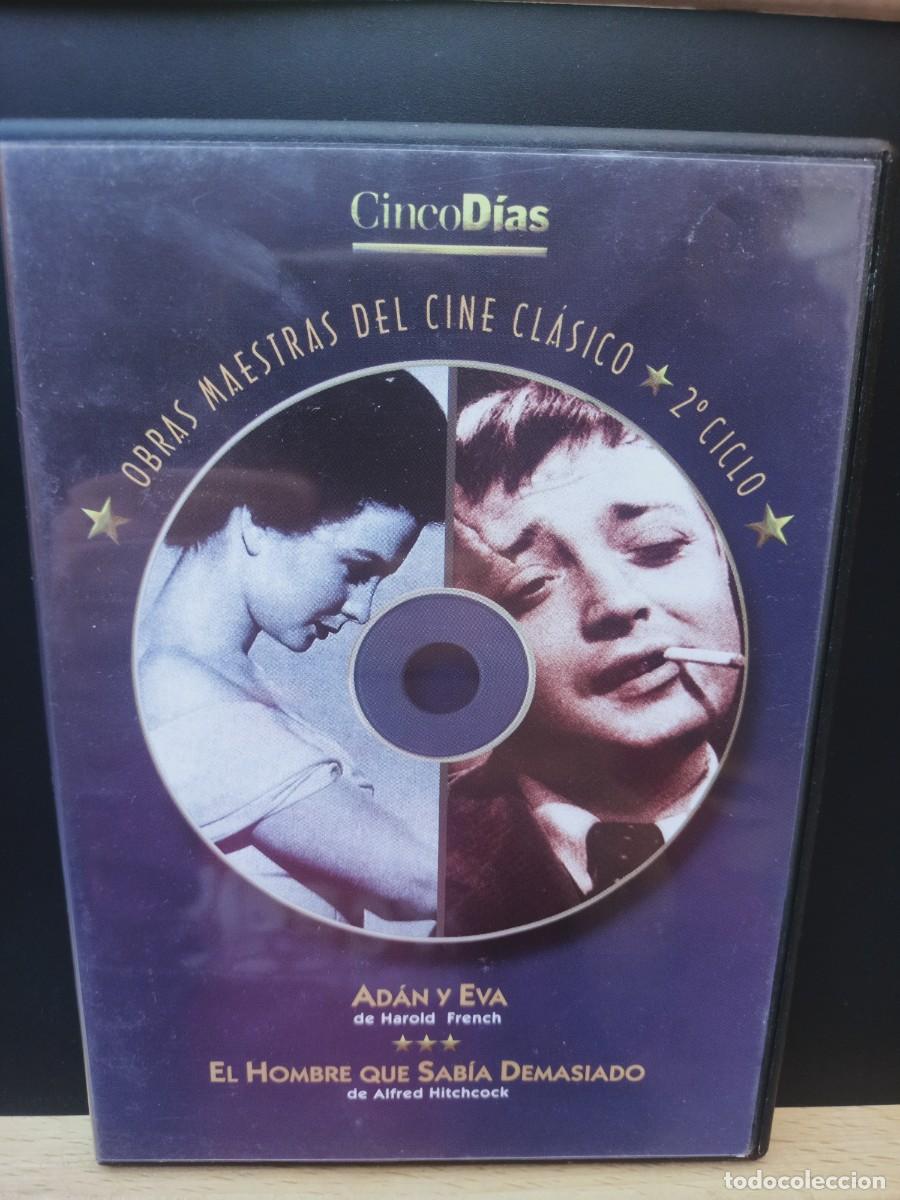 CincoDías
OBRAS MAESTRAS DEL CINE CLÁSICO ★ 2º CICLO
ADÁN Y EVA
de Harold French
EL HOMBRE QUE SABÍA DEMASIADO
de Alfred Hitchcock
todocoleccion